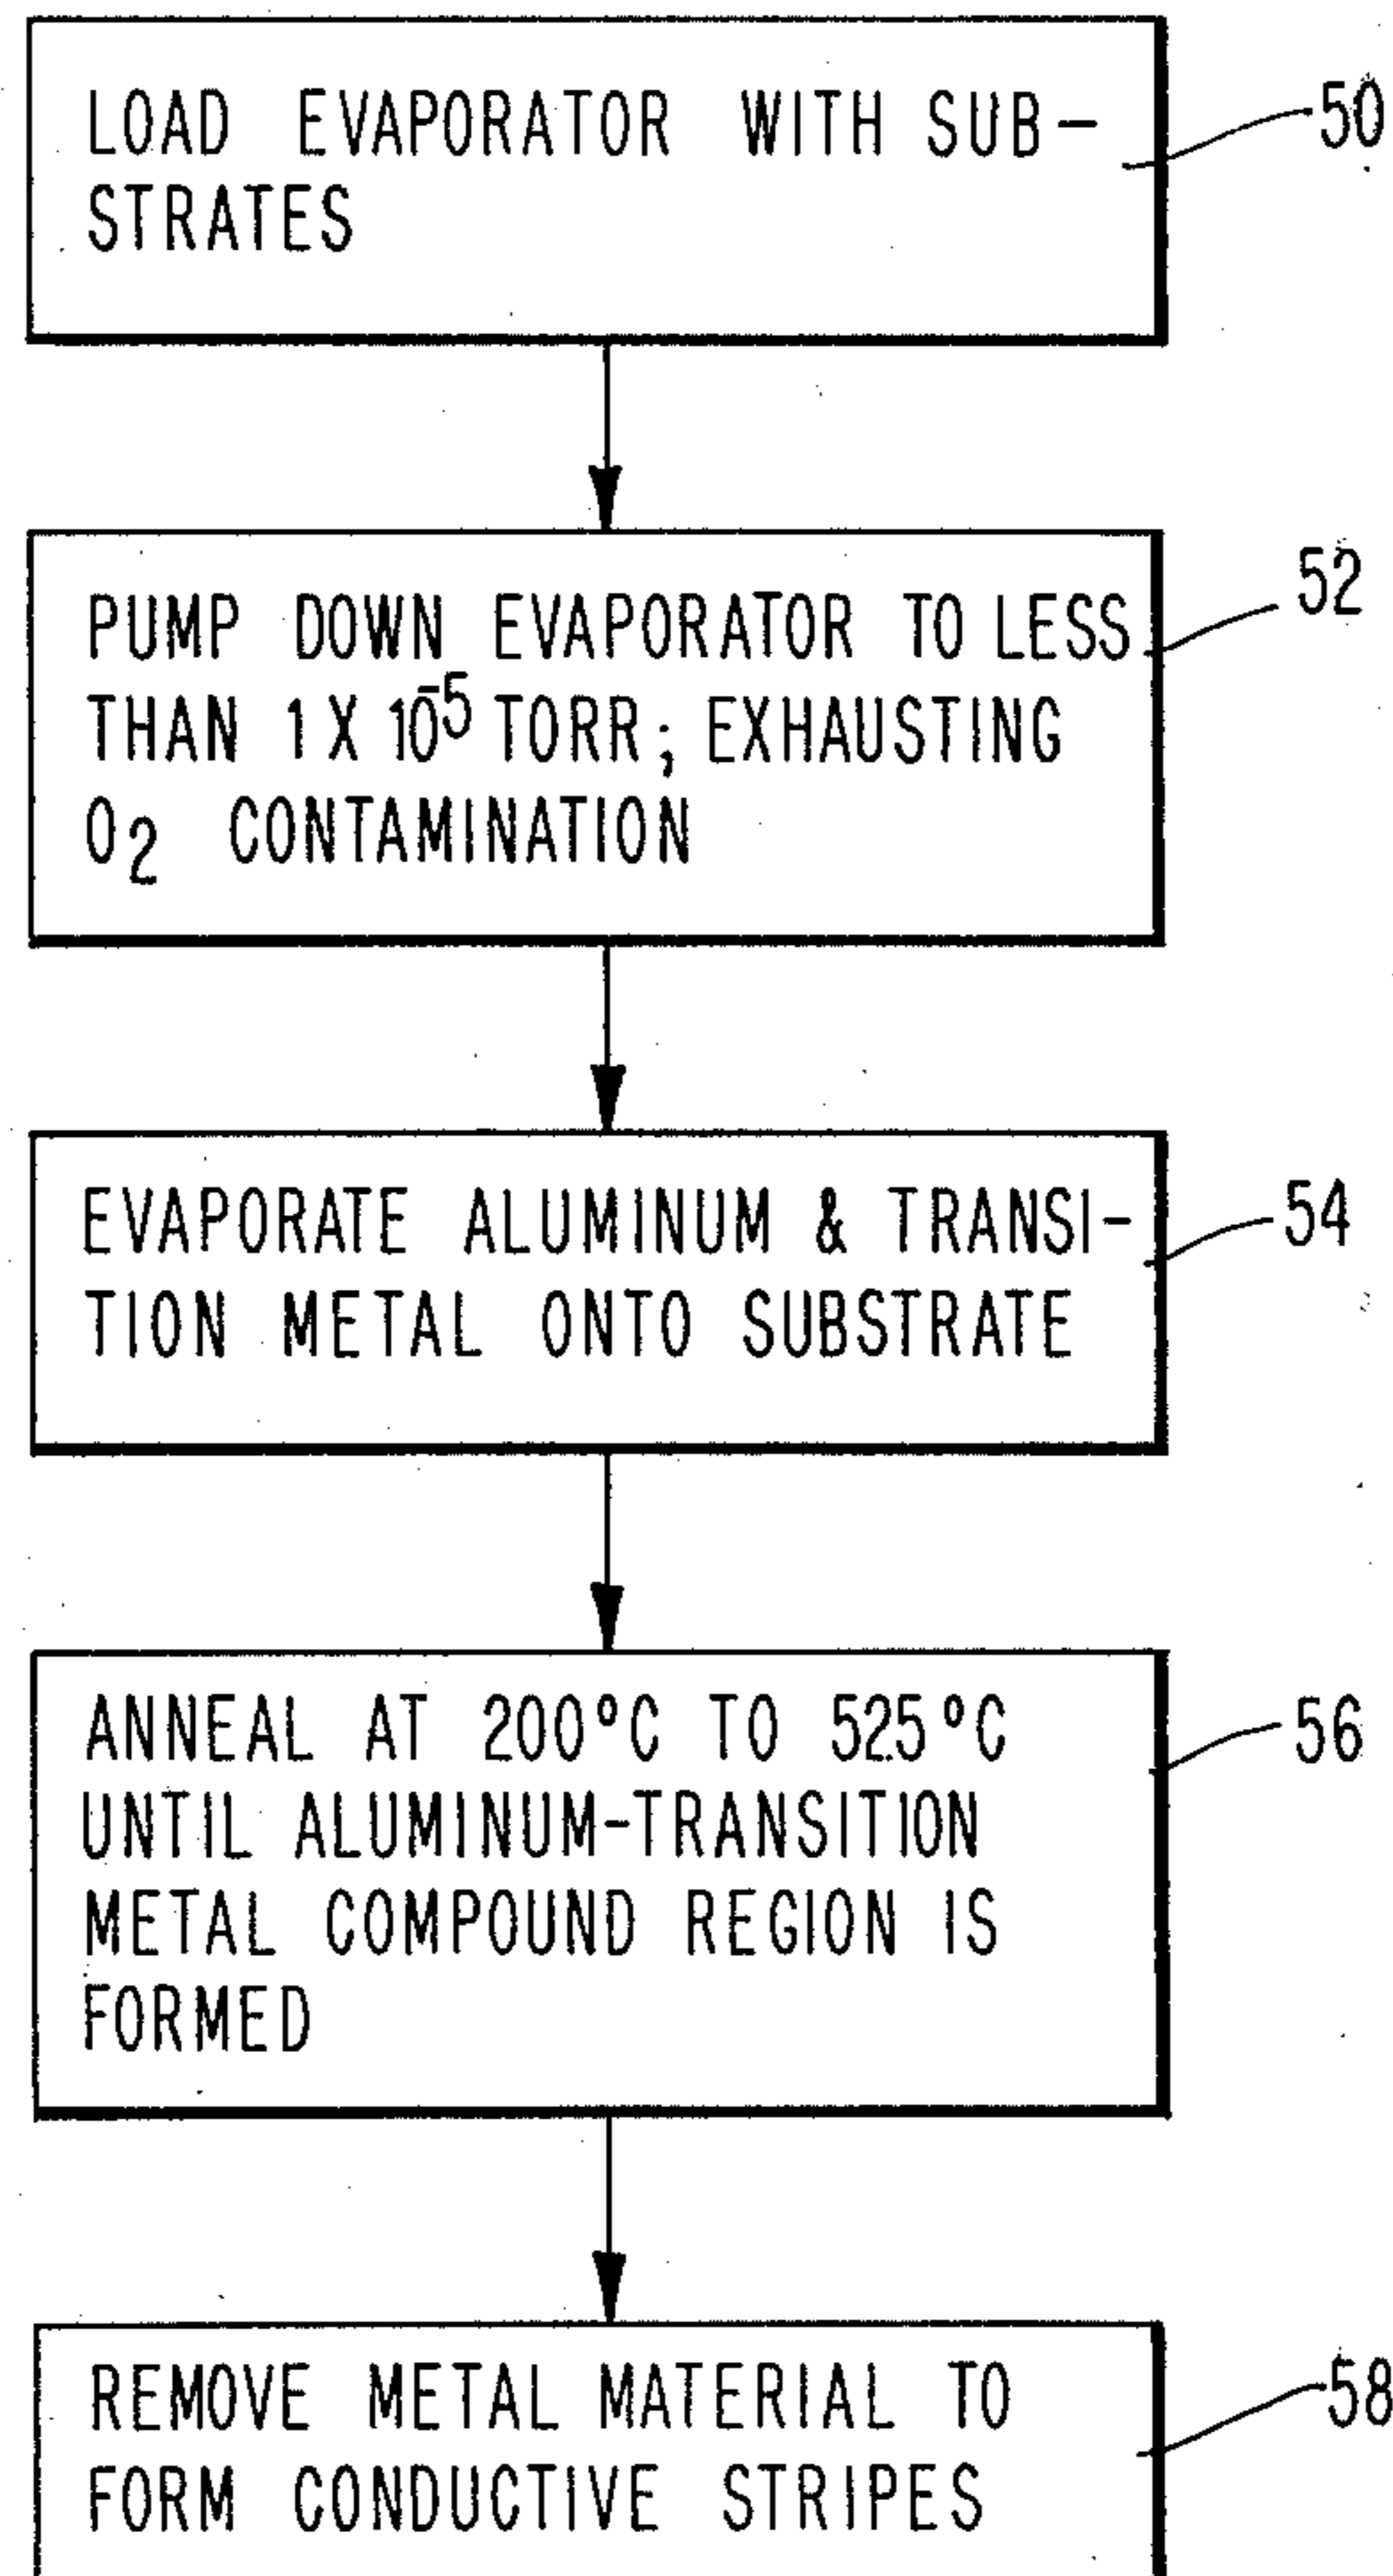 LOAD EVAPORATOR WITH SUB-
STRATES
50
PUMP DOWN EVAPORATOR TO LESS
THAN 1 X 10⁻⁵ TORR; EXHAUSTING
O₂ CONTAMINATION
52
EVAPORATE ALUMINUM & TRANSI-
TION METAL ONTO SUBSTRATE
54
ANNEAL AT 200°C TO 525°C
UNTIL ALUMINUM-TRANSITION
METAL COMPOUND REGION IS
FORMED
56
REMOVE METAL MATERIAL TO
FORM CONDUCTIVE STRIPES
58